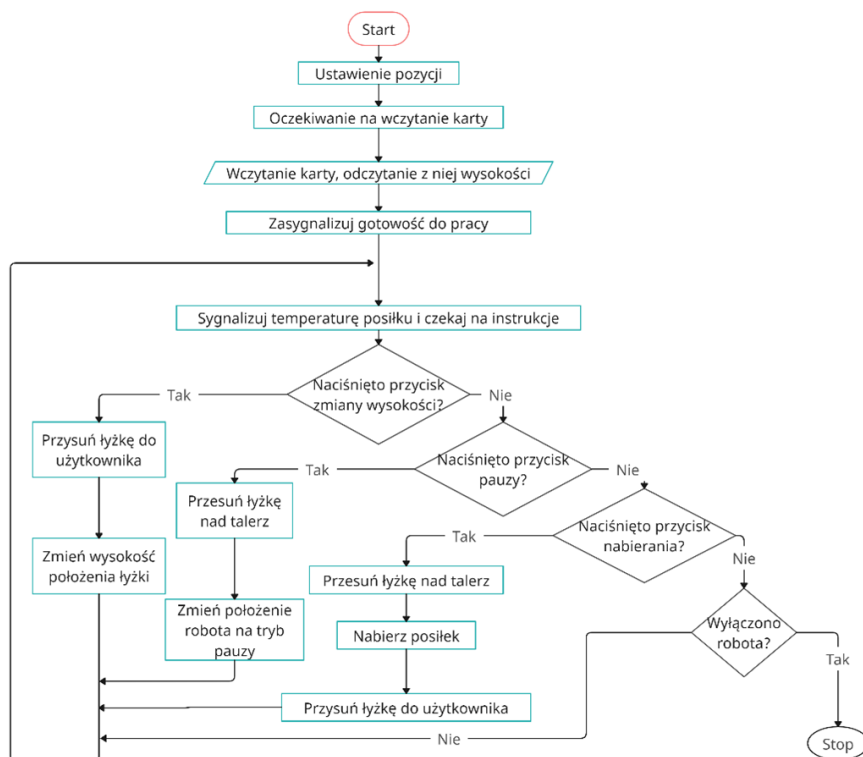 Start
Ustawienie pozycji
Oczekiwanie na wczytanie karty
Wczytanie karty, odczytanie z niej wysokości
Zasygnalizuj gotowość do pracy
Sygnalizuj temperaturę posiłku i czekaj na instrukcje
Naciśnięto przycisk
zmiany wysokości?
Tak
Nie
Przysuń łyżkę do
użytkownika
Zmień wysokość
położenia łyżki
Naciśnięto przycisk
pauzy?
Tak
Nie
Przesuń łyżkę
nad talerz
Zmień położenie
robota na tryb
pauzy
Naciśnięto przycisk
nabierania?
Tak
Nie
Przesuń łyżkę nad talerz
Nabierz posiłek
Przysuń łyżkę do użytkownika
Wyłączono
robota?
Tak
Nie
Stop